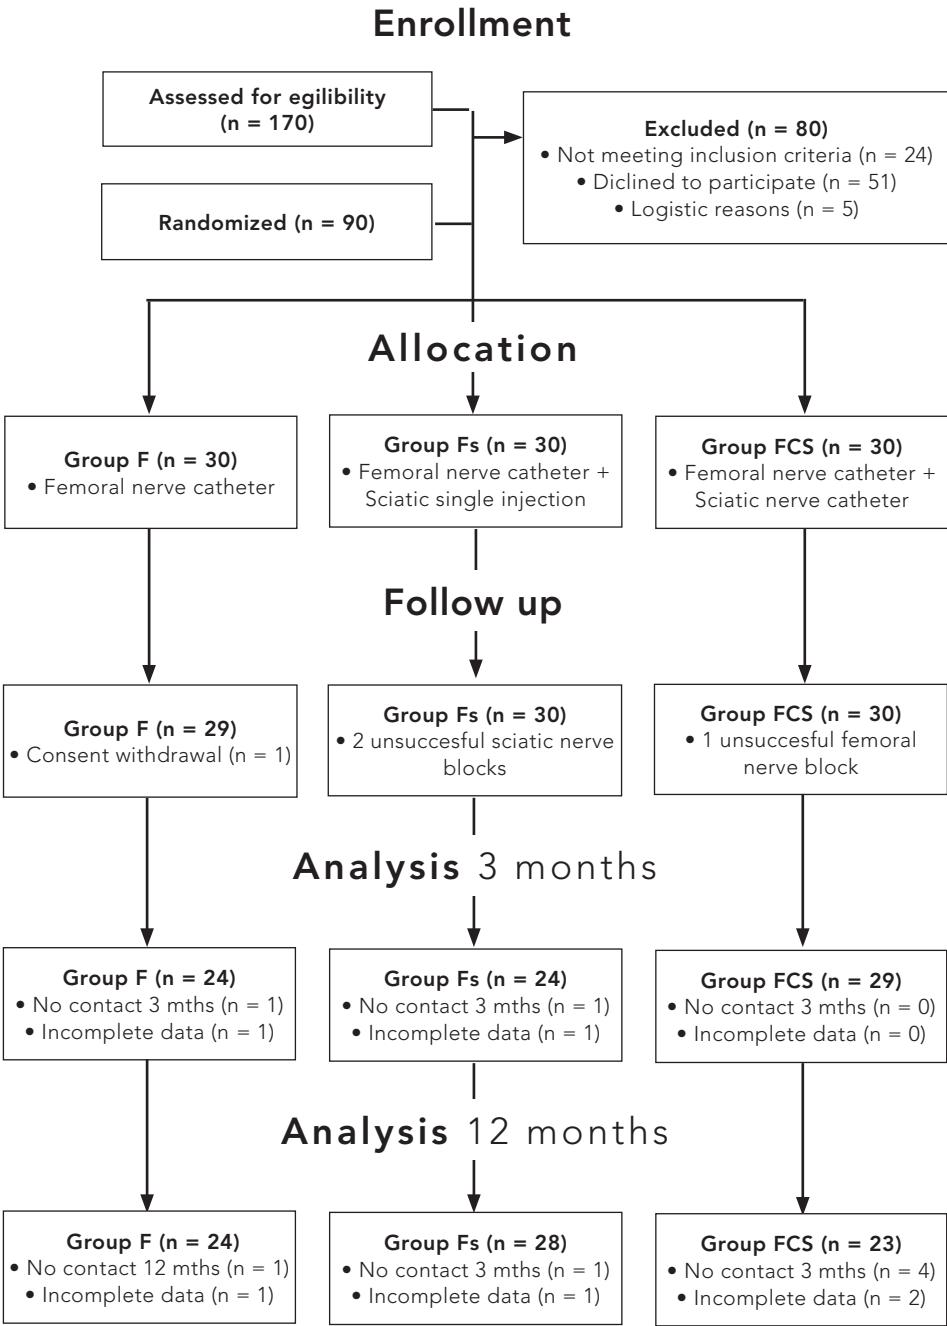 Enrollment
Assessed for egilibility
(n = 170)
Excluded (n = 80)
• Not meeting inclusion criteria (n = 24)
• Diclined to participate (n = 51)
• Logistic reasons (n = 5)
Randomized (n = 90)
Allocation
Group F (n = 30)
• Femoral nerve catheter
Group Fs (n = 30)
• Femoral nerve catheter +
Sciatic single injection
Group FCS (n = 30)
• Femoral nerve catheter +
Sciatic nerve catheter
Follow up
Group F (n = 29)
• Consent withdrawal (n = 1)
Group Fs (n = 30)
• 2 unsuccesful sciatic nerve
blocks
Group FCS (n = 30)
• 1 unsuccesful femoral
nerve block
Analysis 3 months
Group F (n = 24)
• No contact 3 mths (n = 1)
• Incomplete data (n = 1)
Group Fs (n = 24)
• No contact 3 mths (n = 1)
• Incomplete data (n = 1)
Group FCS (n = 29)
• No contact 3 mths (n = 0)
• Incomplete data (n = 0)
Analysis 12 months
Group F (n = 24)
• No contact 12 mths (n = 1)
• Incomplete data (n = 1)
Group Fs (n = 28)
• No contact 3 mths (n = 1)
• Incomplete data (n = 1)
Group FCS (n = 23)
• No contact 3 mths (n = 4)
• Incomplete data (n = 2)